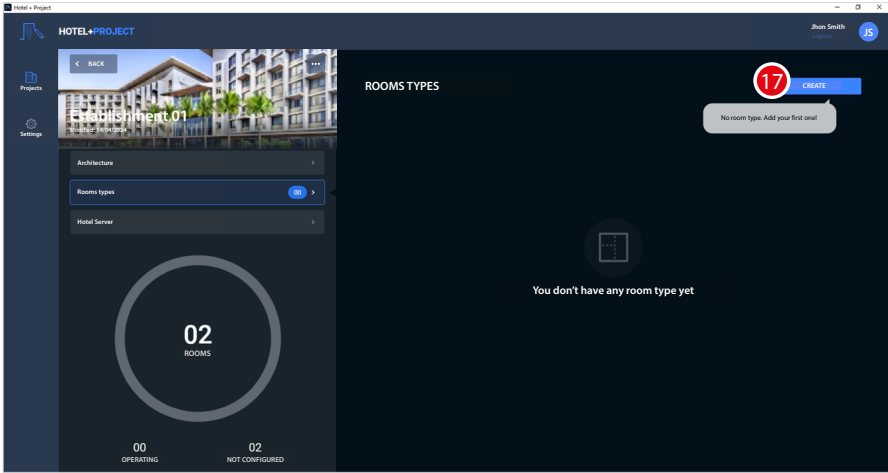 Hotel + Project
HOTEL+PROJECT
Jhon Smith
Logout
JS
Projects
Settings
BACK
Establishment 01
Modified: 14/04/2024
Architecture
Rooms types
00
Hotel Server
02
ROOMS
00
OPERATING
02
NOT CONFIGURED
ROOMS TYPES
17
CREATE
No room type. Add your first one!
You don't have any room type yet